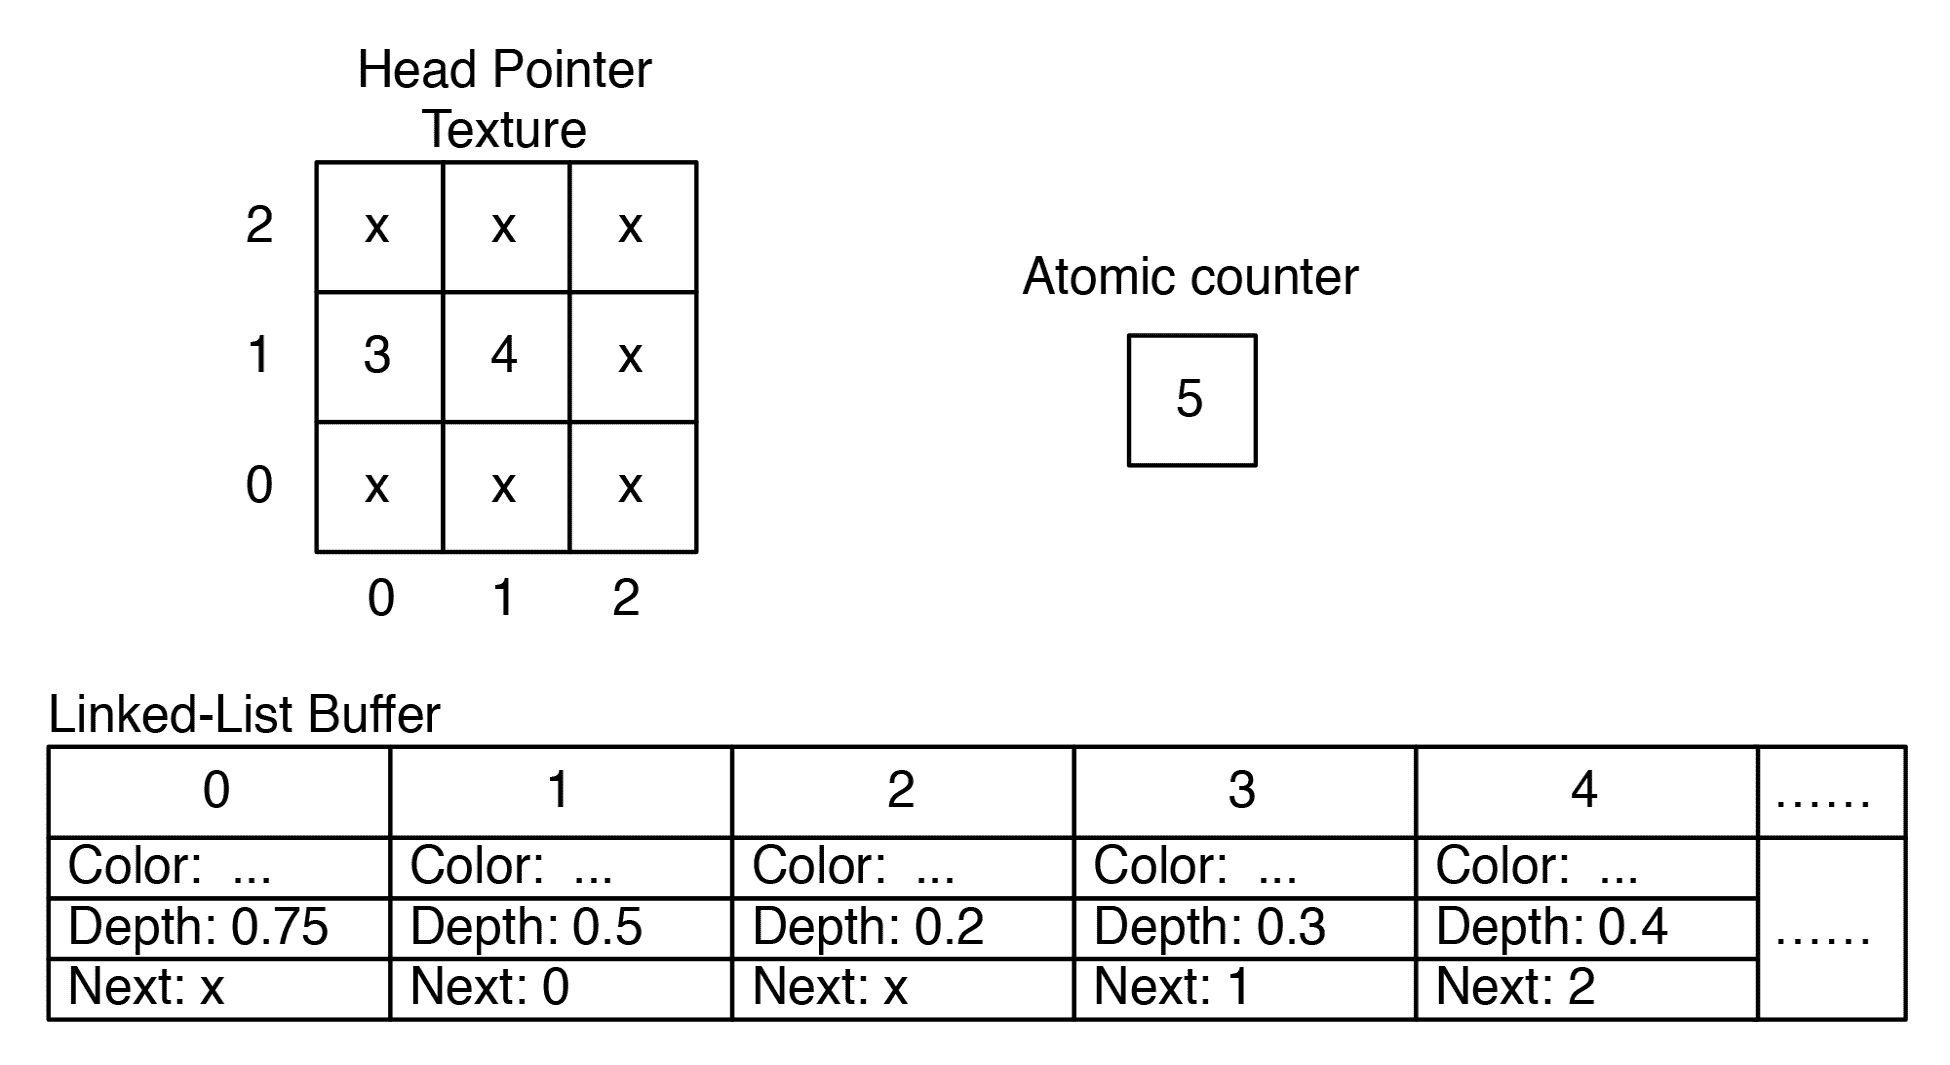 Head Pointer
Texture
2 x x x
1 3 4 x
0 x x x
0 1 2
Atomic counter
5
Linked-List Buffer
0 1 2 3 4 ......
Color: ... Color: ... Color: ... Color: ... Color: ...
Depth: 0.75 Depth: 0.5 Depth: 0.2 Depth: 0.3 Depth: 0.4 ......
Next: x Next: 0 Next: x Next: 1 Next: 2